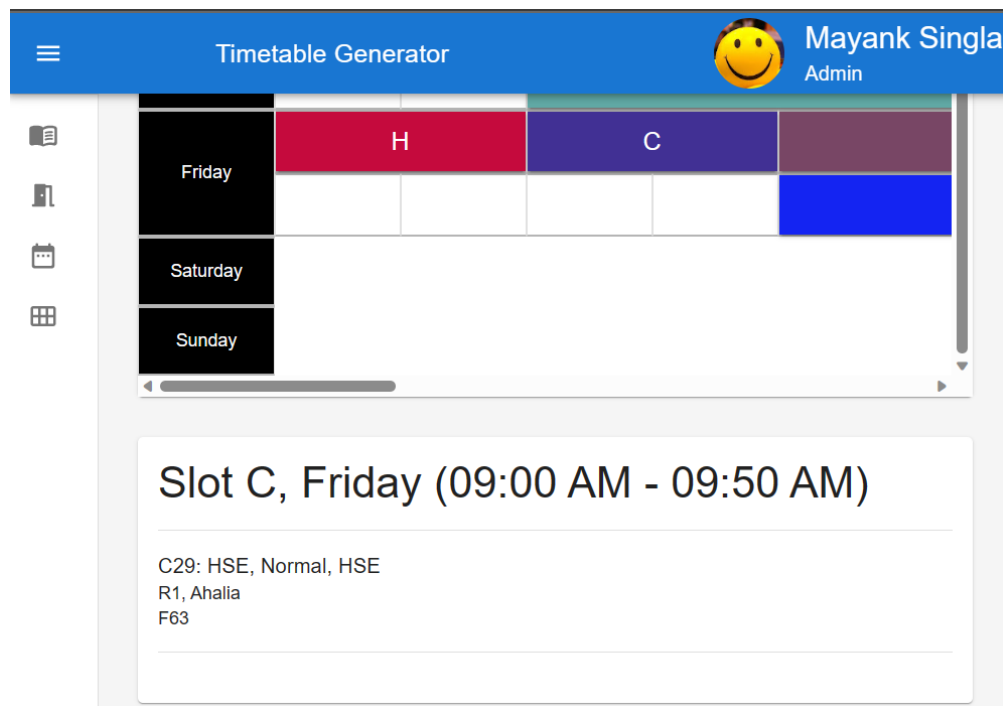 Timetable Generator
Mayank Singla
Admin
H
C
Friday
Saturday
Sunday
Slot C, Friday (09:00 AM - 09:50 AM)
C29: HSE, Normal, HSE
R1, Ahalia
F63